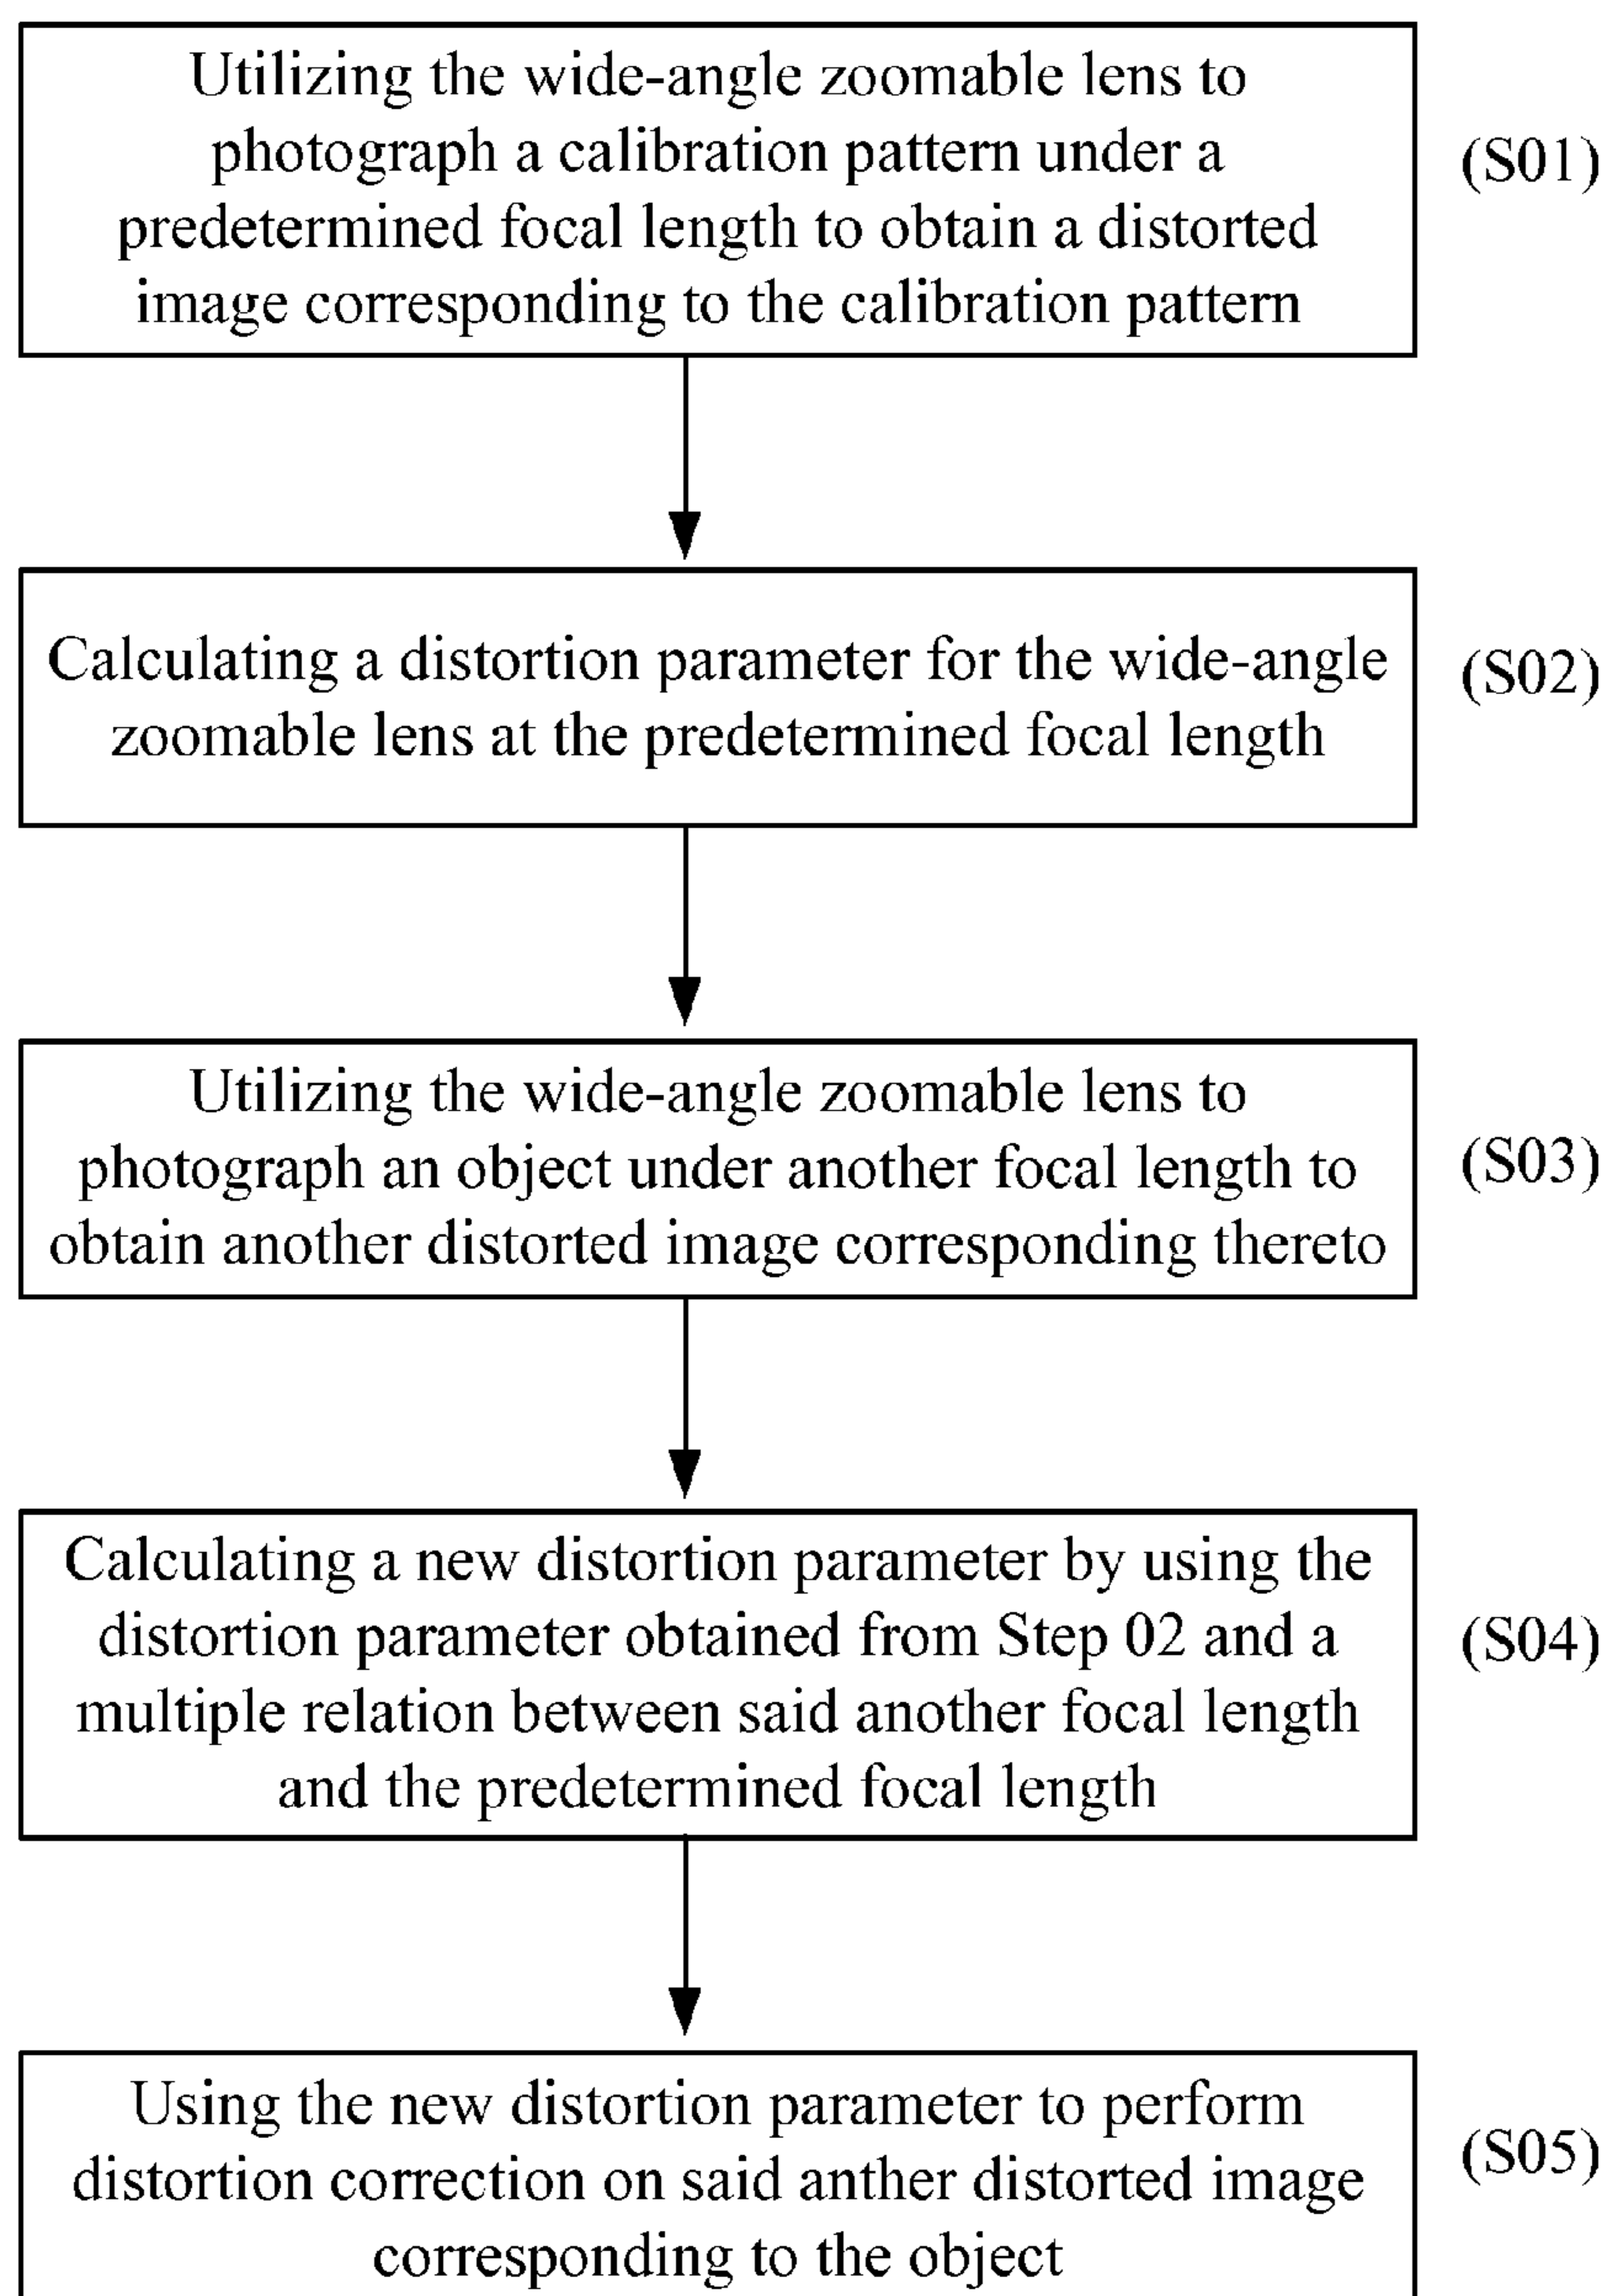 Utilizing the wide-angle zoomable lens to
photograph a calibration pattern under a
predetermined focal length to obtain a distorted
image corresponding to the calibration pattern
(S01)
Calculating a distortion parameter for the wide-angle
zoomable lens at the predetermined focal length
(S02)
Utilizing the wide-angle zoomable lens to
photograph an object under another focal length to
obtain another distorted image corresponding thereto
(S03)
Calculating a new distortion parameter by using the
distortion parameter obtained from Step 02 and a
multiple relation between said another focal length
and the predetermined focal length
(S04)
Using the new distortion parameter to perform
distortion correction on said anther distorted image
corresponding to the object
(S05)